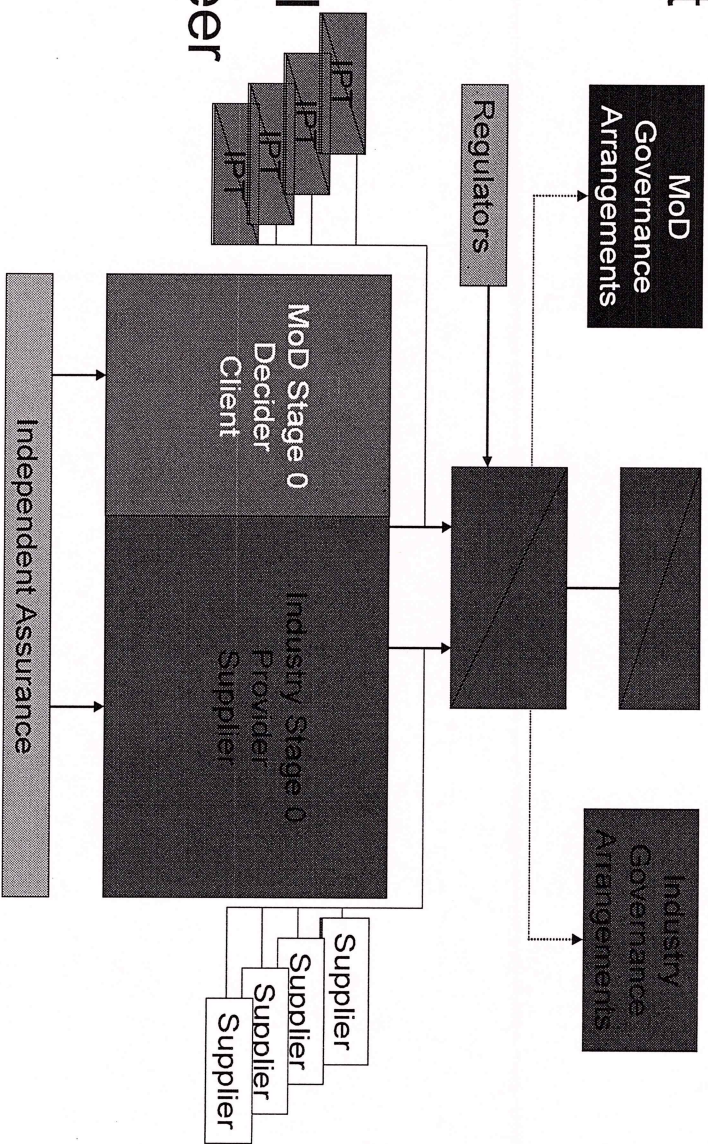 t
l
eer
MoD
Governance
Arrangements
Industry
Governance
Arrangements
Regulators
IPT
IPT
IPT
IPT
MoD Stage 0
Decider
Client
Industry Stage 0
Provider
Supplier
Supplier
Supplier
Supplier
Supplier
Independent Assurance